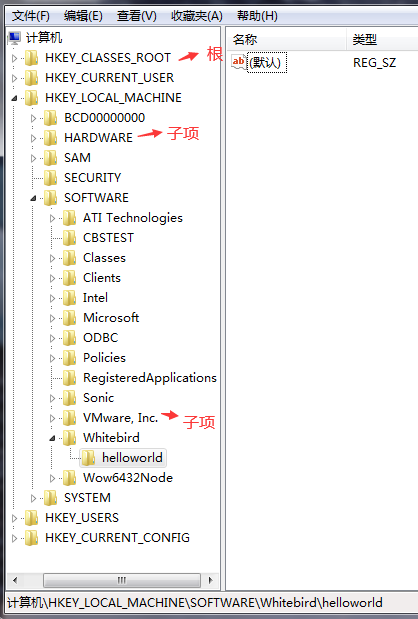 文件(F) 编辑(E) 查看(V) 收藏夹(A) 帮助(H)
计算机
HKEY_CLASSES_ROOT 根
HKEY_CURRENT_USER
HKEY_LOCAL_MACHINE
BCD00000000
HARDWARE 子项
SAM
SECURITY
SOFTWARE
ATI Technologies
CBSTEST
Classes
Clients
Intel
Microsoft
ODBC
Policies
RegisteredApplications
Sonic
VMware, Inc. 子项
Whitebird
helloworld
Wow6432Node
SYSTEM
HKEY_USERS
HKEY_CURRENT_CONFIG
名称 类型
ab (默认) REG_SZ
计算机\HKEY_LOCAL_MACHINE\SOFTWARE\Whitebird\helloworld